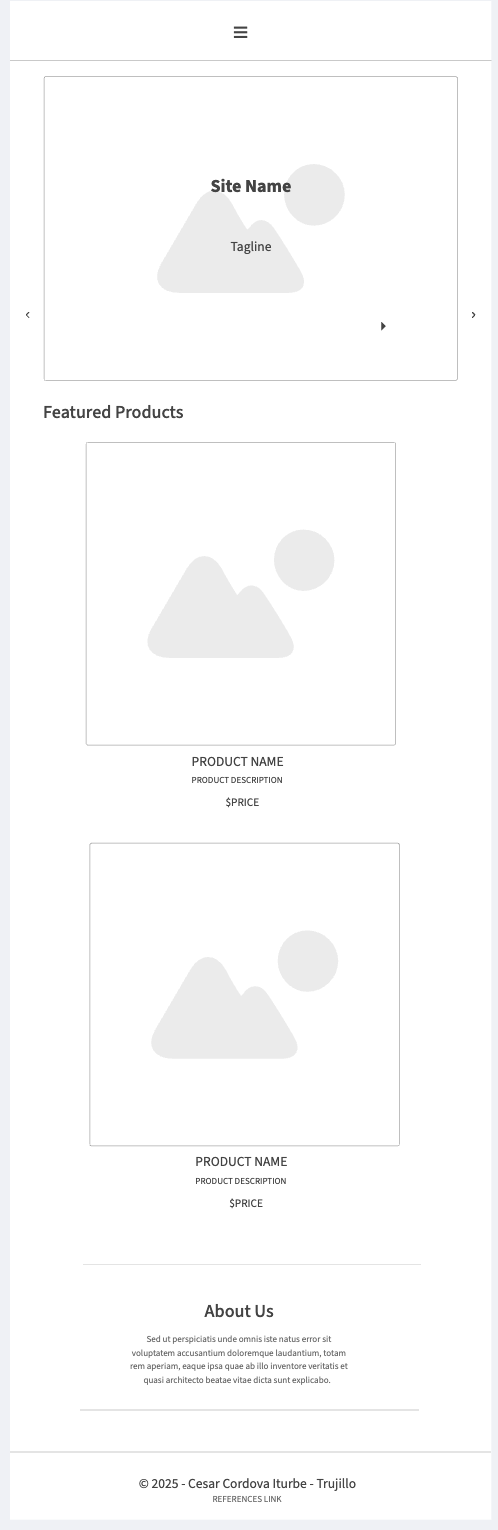 Site Name
Tagline
Featured Products
PRODUCT NAME
PRODUCT DESCRIPTION
$PRICE
PRODUCT NAME
PRODUCT DESCRIPTION
$PRICE
About Us
Sed ut perspiciatis unde omnis iste natus error sit
voluptatem accusantium doloremque laudantium, totam
rem aperiam, eaque ipsa quae ab illo inventore veritatis et
quasi architecto beatae vitae dicta sunt explicabo.
© 2025 - Cesar Cordova Iturbe - Trujillo
REFERENCES LINK